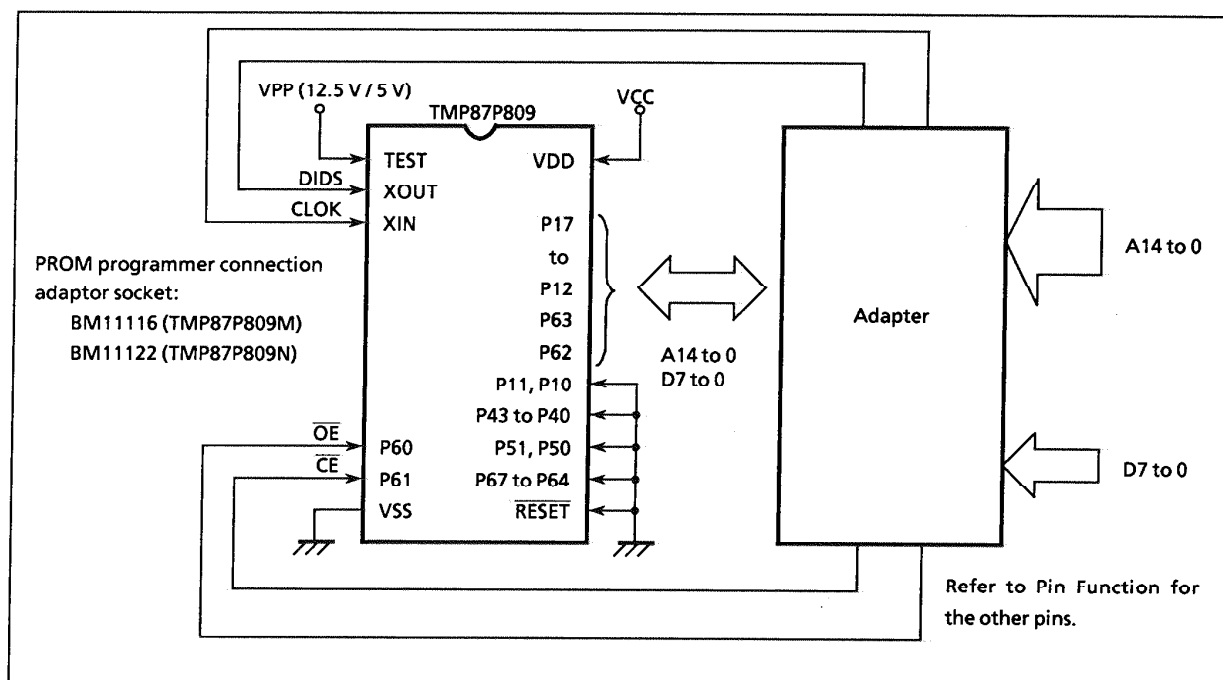 VPP (12.5 V / 5 V)
TMP87P809
VCC
TEST
VDD
DIDS
XOUT
CLOK
XIN
P17
to
P12
P63
P62
A14 to 0
D7 to 0
PROM programmer connection
adaptor socket:
BM11116 (TMP87P809M)
BM11122 (TMP87P809N)
P11, P10
P43 to P40
P51, P50
P67 to P64
R̅E̅S̅E̅T̅
O̅E̅
P60
C̅E̅
P61
VSS
Adapter
A14 to 0
D7 to 0
Refer to Pin Function for
the other pins.